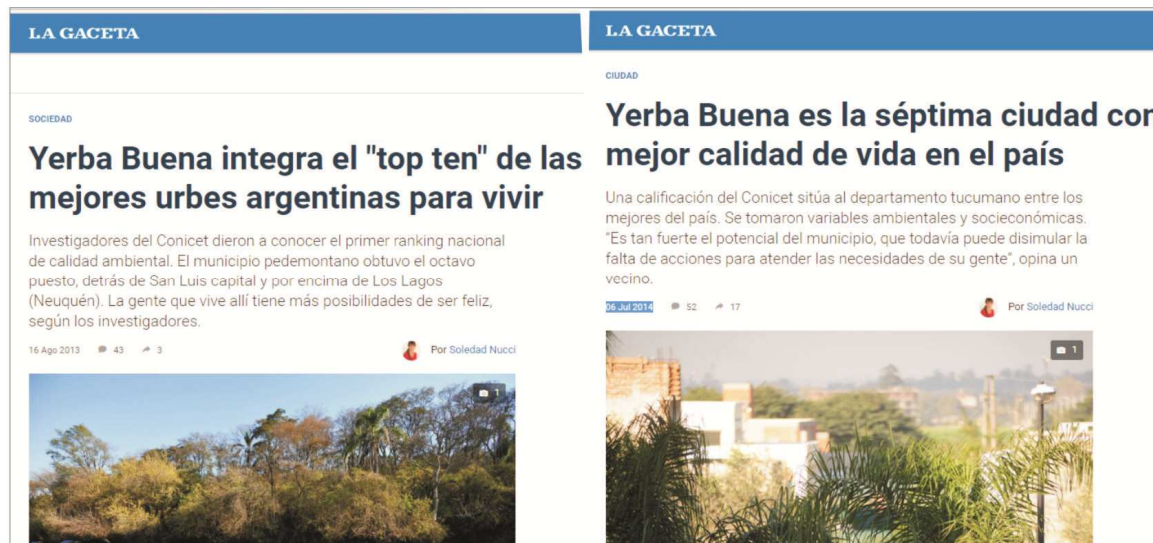 LA GACETA
SOCIEDAD
Yerba Buena integra el "top ten" de las
mejores urbes argentinas para vivir
Investigadores del Conicet dieron a conocer el primer ranking nacional
de calidad ambiental. El municipio pedemontano obtuvo el octavo
puesto, detrás de San Luis capital y por encima de Los Lagos
(Neuquén). La gente que vive allí tiene más posibilidades de ser feliz,
según los investigadores.
16 Ago 2013 43 3 Por Soledad Nucci
1
LA GACETA
CIUDAD
Yerba Buena es la séptima ciudad con
mejor calidad de vida en el país
Una calificación del Conicet sitúa al departamento tucumano entre los
mejores del país. Se tomaron variables ambientales y socieconómicas.
"Es tan fuerte el potencial del municipio, que todavía puede disimular la
falta de acciones para atender las necesidades de su gente", opina un
vecino.
06 Jul 2014 52 17 Por Soledad Nucci
1